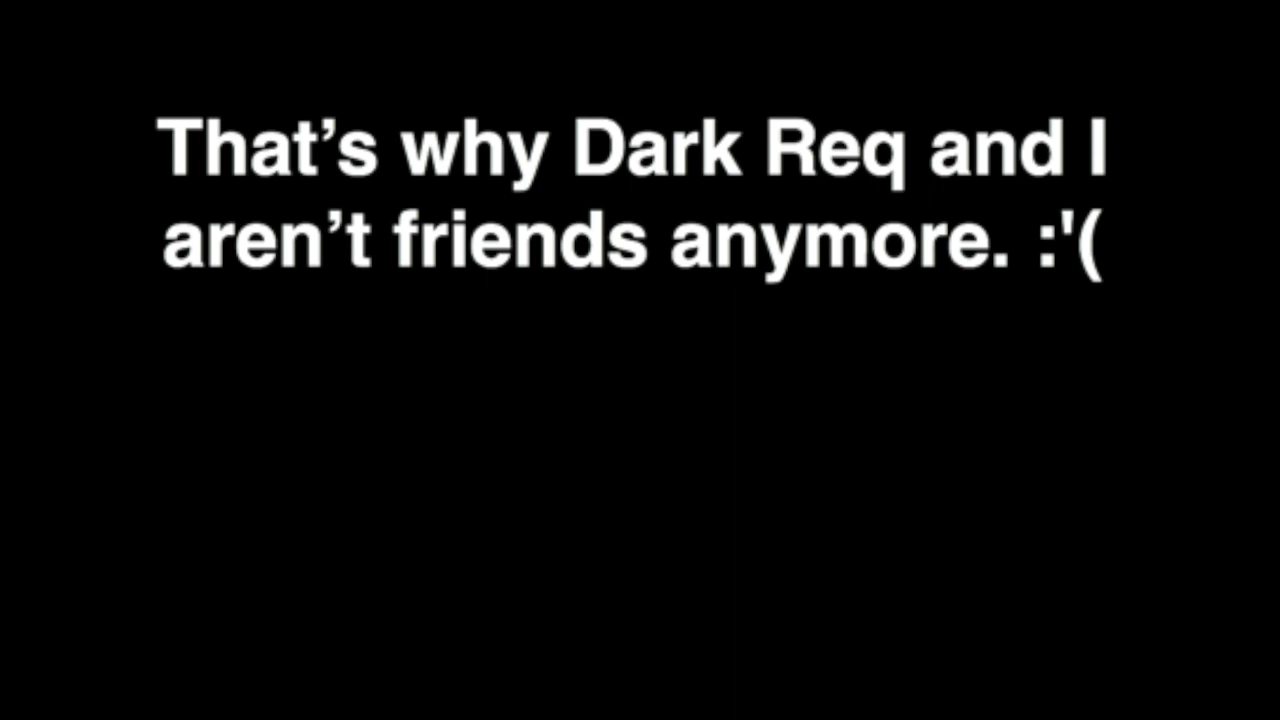 That’s why Dark Req and I
aren’t friends anymore. :'(